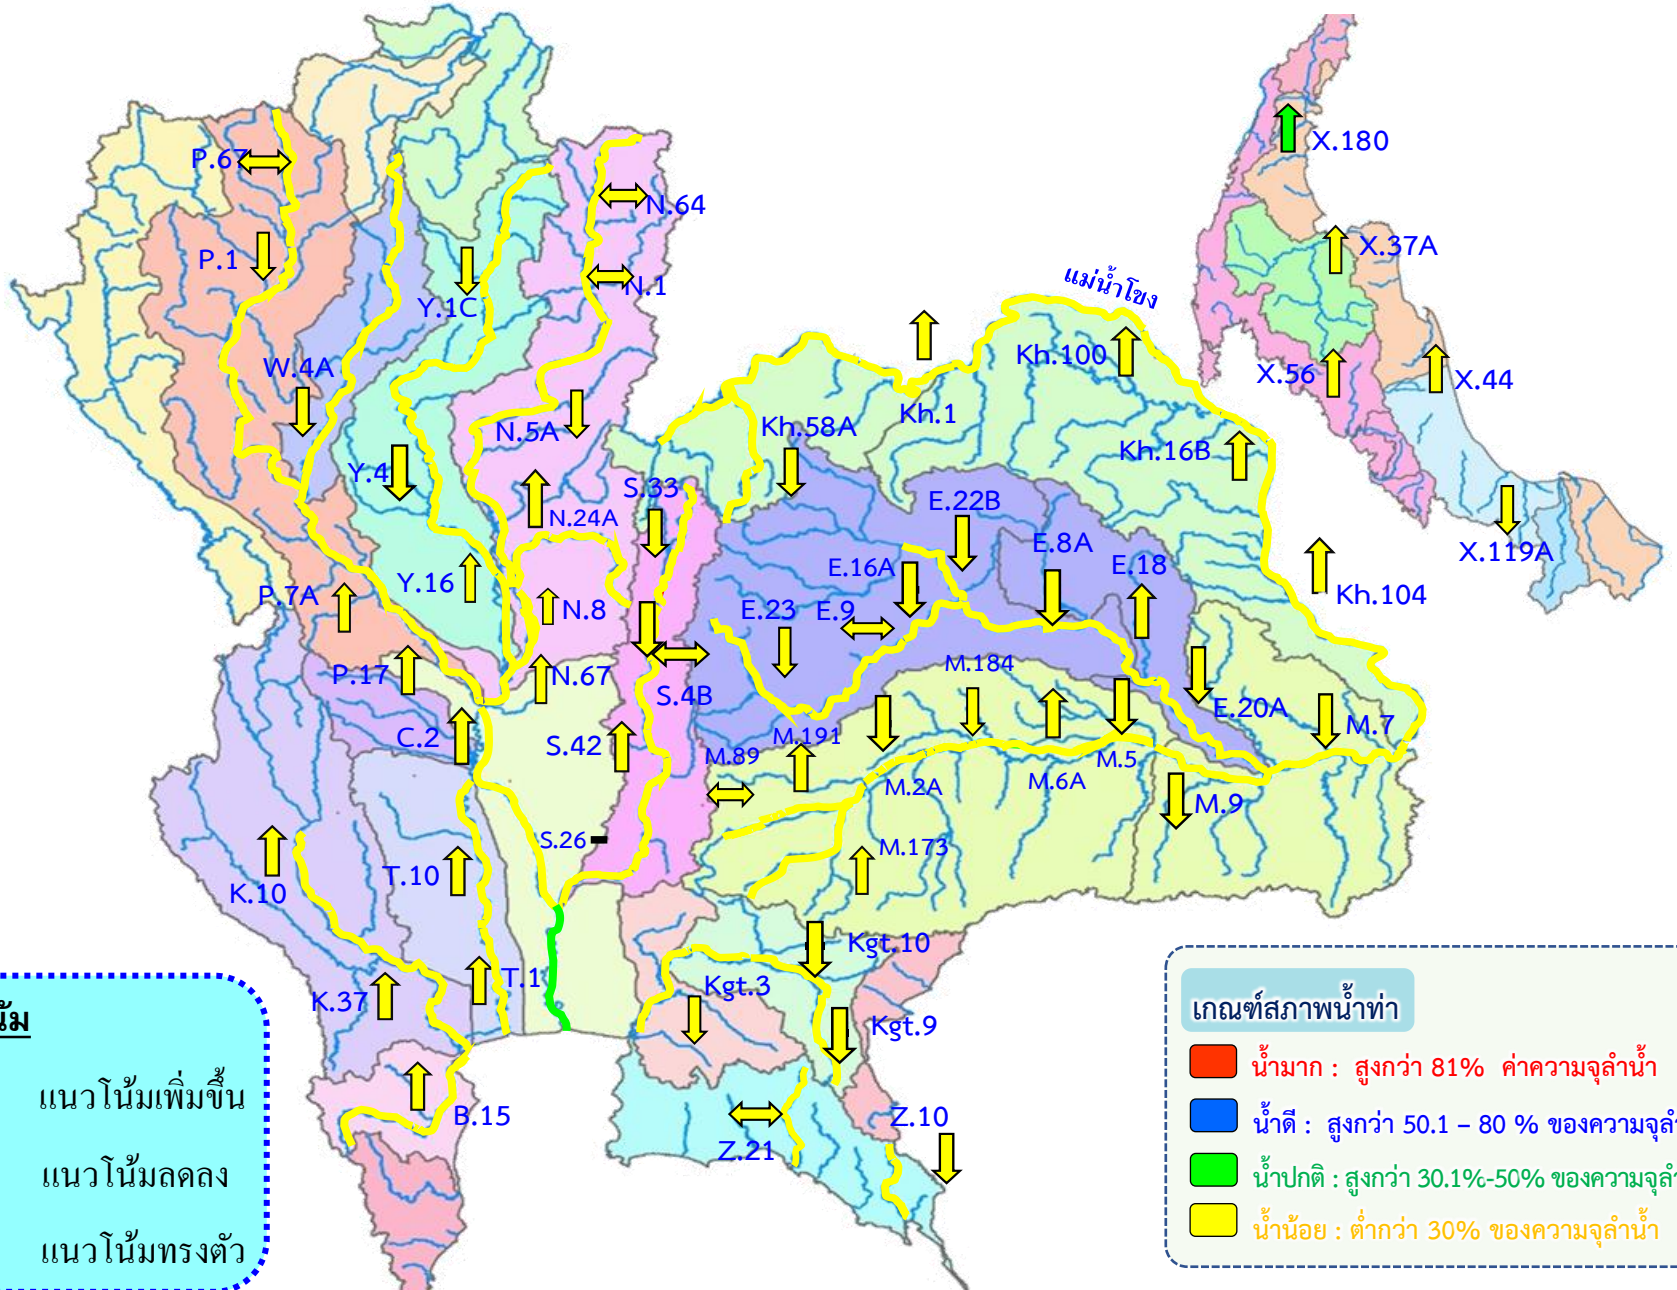 X.180
P.67
N.64
P.1
X.37A
N.1
แม่น้ำโขง
Y.1C
Kh.100
W.4A
X.56
X.44
Kh.1
Kh.58A
N.5A
Kh.16B
Y.4
S.33
E.22B
N.24A
E.8A
X.119A
E.16A
E.18
Y.16
P.7A
Kh.104
N.8
E.23
E.9
M.184
P.17
N.67
S.4B
E.20A
M.7
C.2
S.42
M.191
M.89
M.5
M.2A
M.6A
M.9
S.26
M.173
T.10
K.10
Kgt.10
T.1
Kgt.3
K.37
Kgt.9
B.15
Z.10
Z.21
แนวโน้มเพิ่มขึ้น
แนวโน้มลดลง
แนวโน้มทรงตัว
เกณฑ์สภาพน้ำท่า
น้ำมาก : สูงกว่า 81% ค่าความจุลำน้ำ
น้ำดี : สูงกว่า 50.1 – 80 % ของความจุลำ
น้ำปกติ : สูงกว่า 30.1%-50% ของความจุลำ
น้ำน้อย : ต่ำกว่า 30% ของความจุลำน้ำ